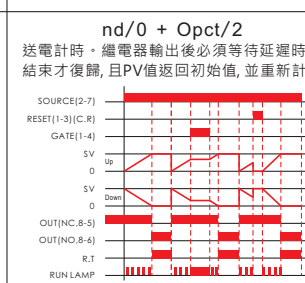 nd/0 + Opct/2
送電計時。繼電器輸出後必須等待延遲時
結束才復歸, 且PV值返回初始值, 並重新計
SOURCE(2-7)
RESET(1-3)(C.R)
GATE(1-4)
SV
Up
0
SV
Down
0
OUT(NC,8-5)
OUT(NO,8-6)
R.T
RUN LAMP